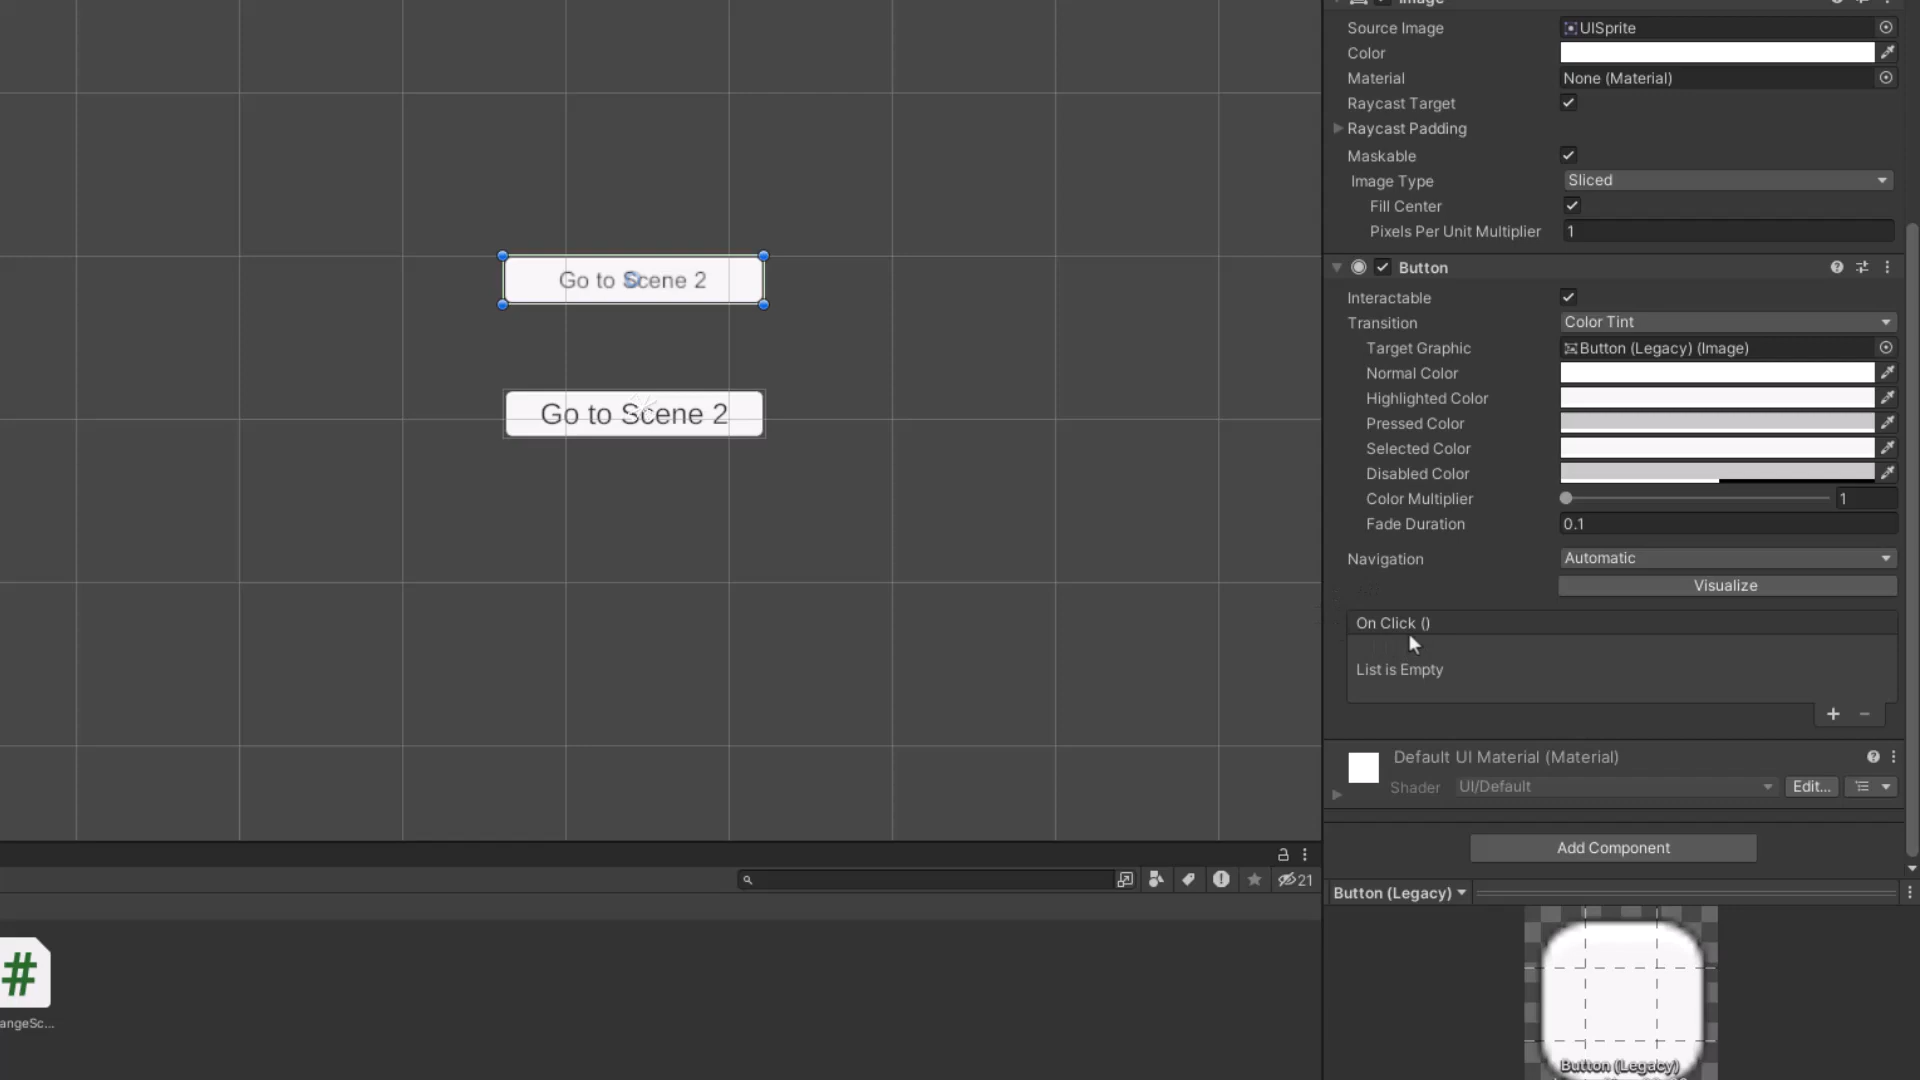 Image
Source Image
UISprite
Color
Material
None (Material)
Raycast Target
Raycast Padding
Maskable
Image Type
Sliced
Fill Center
Pixels Per Unit Multiplier
1
Button
Interactable
Transition
Color Tint
Target Graphic
Button (Legacy) (Image)
Normal Color
Highlighted Color
Pressed Color
Selected Color
Disabled Color
Color Multiplier
1
Fade Duration
0.1
Navigation
Automatic
Visualize
On Click ()
List is Empty
+ −
Default UI Material (Material)
Shader
UI/Default
Edit...
Add Component
Button (Legacy)
Button (Legacy)
Go to Scene 2
Go to Scene 2
21
#
angeSc...